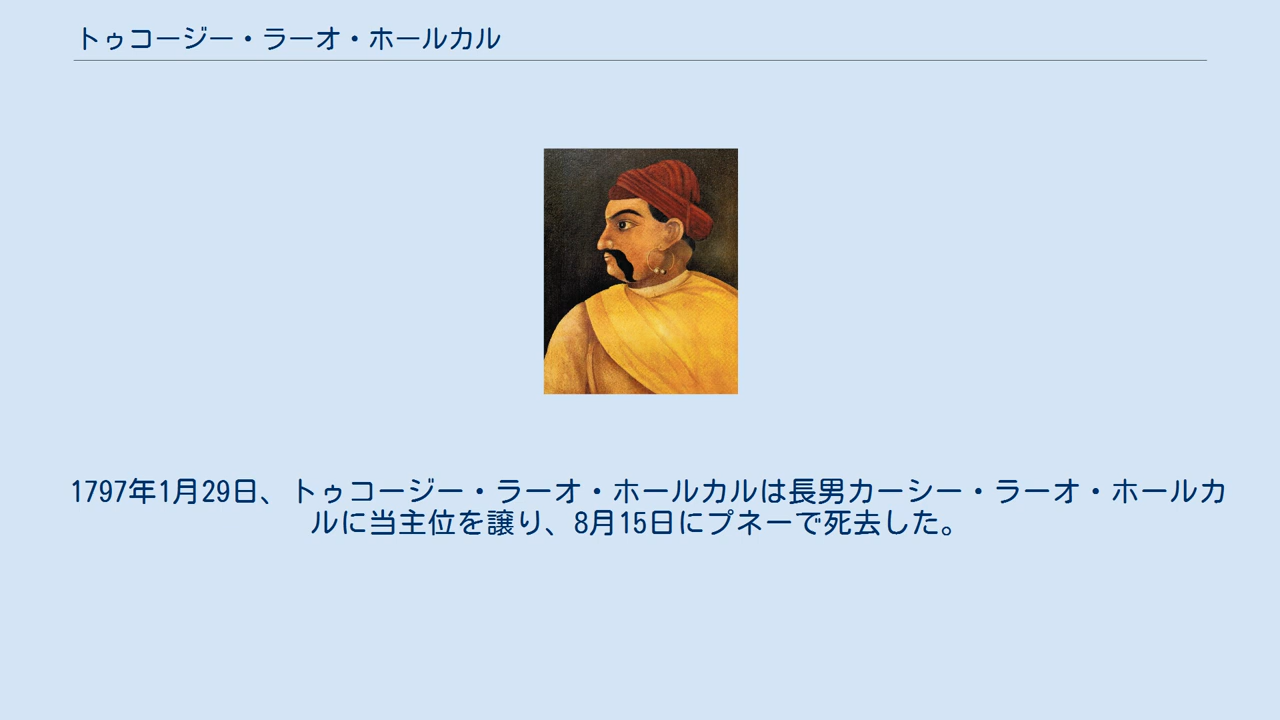 トゥコージー・ラーオ・ホールカル
1797年1月29日、トゥコージー・ラーオ・ホールカルは長男カーシー・ラーオ・ホールカ
ルに当主位を譲り、8月15日にプネーで死去した。